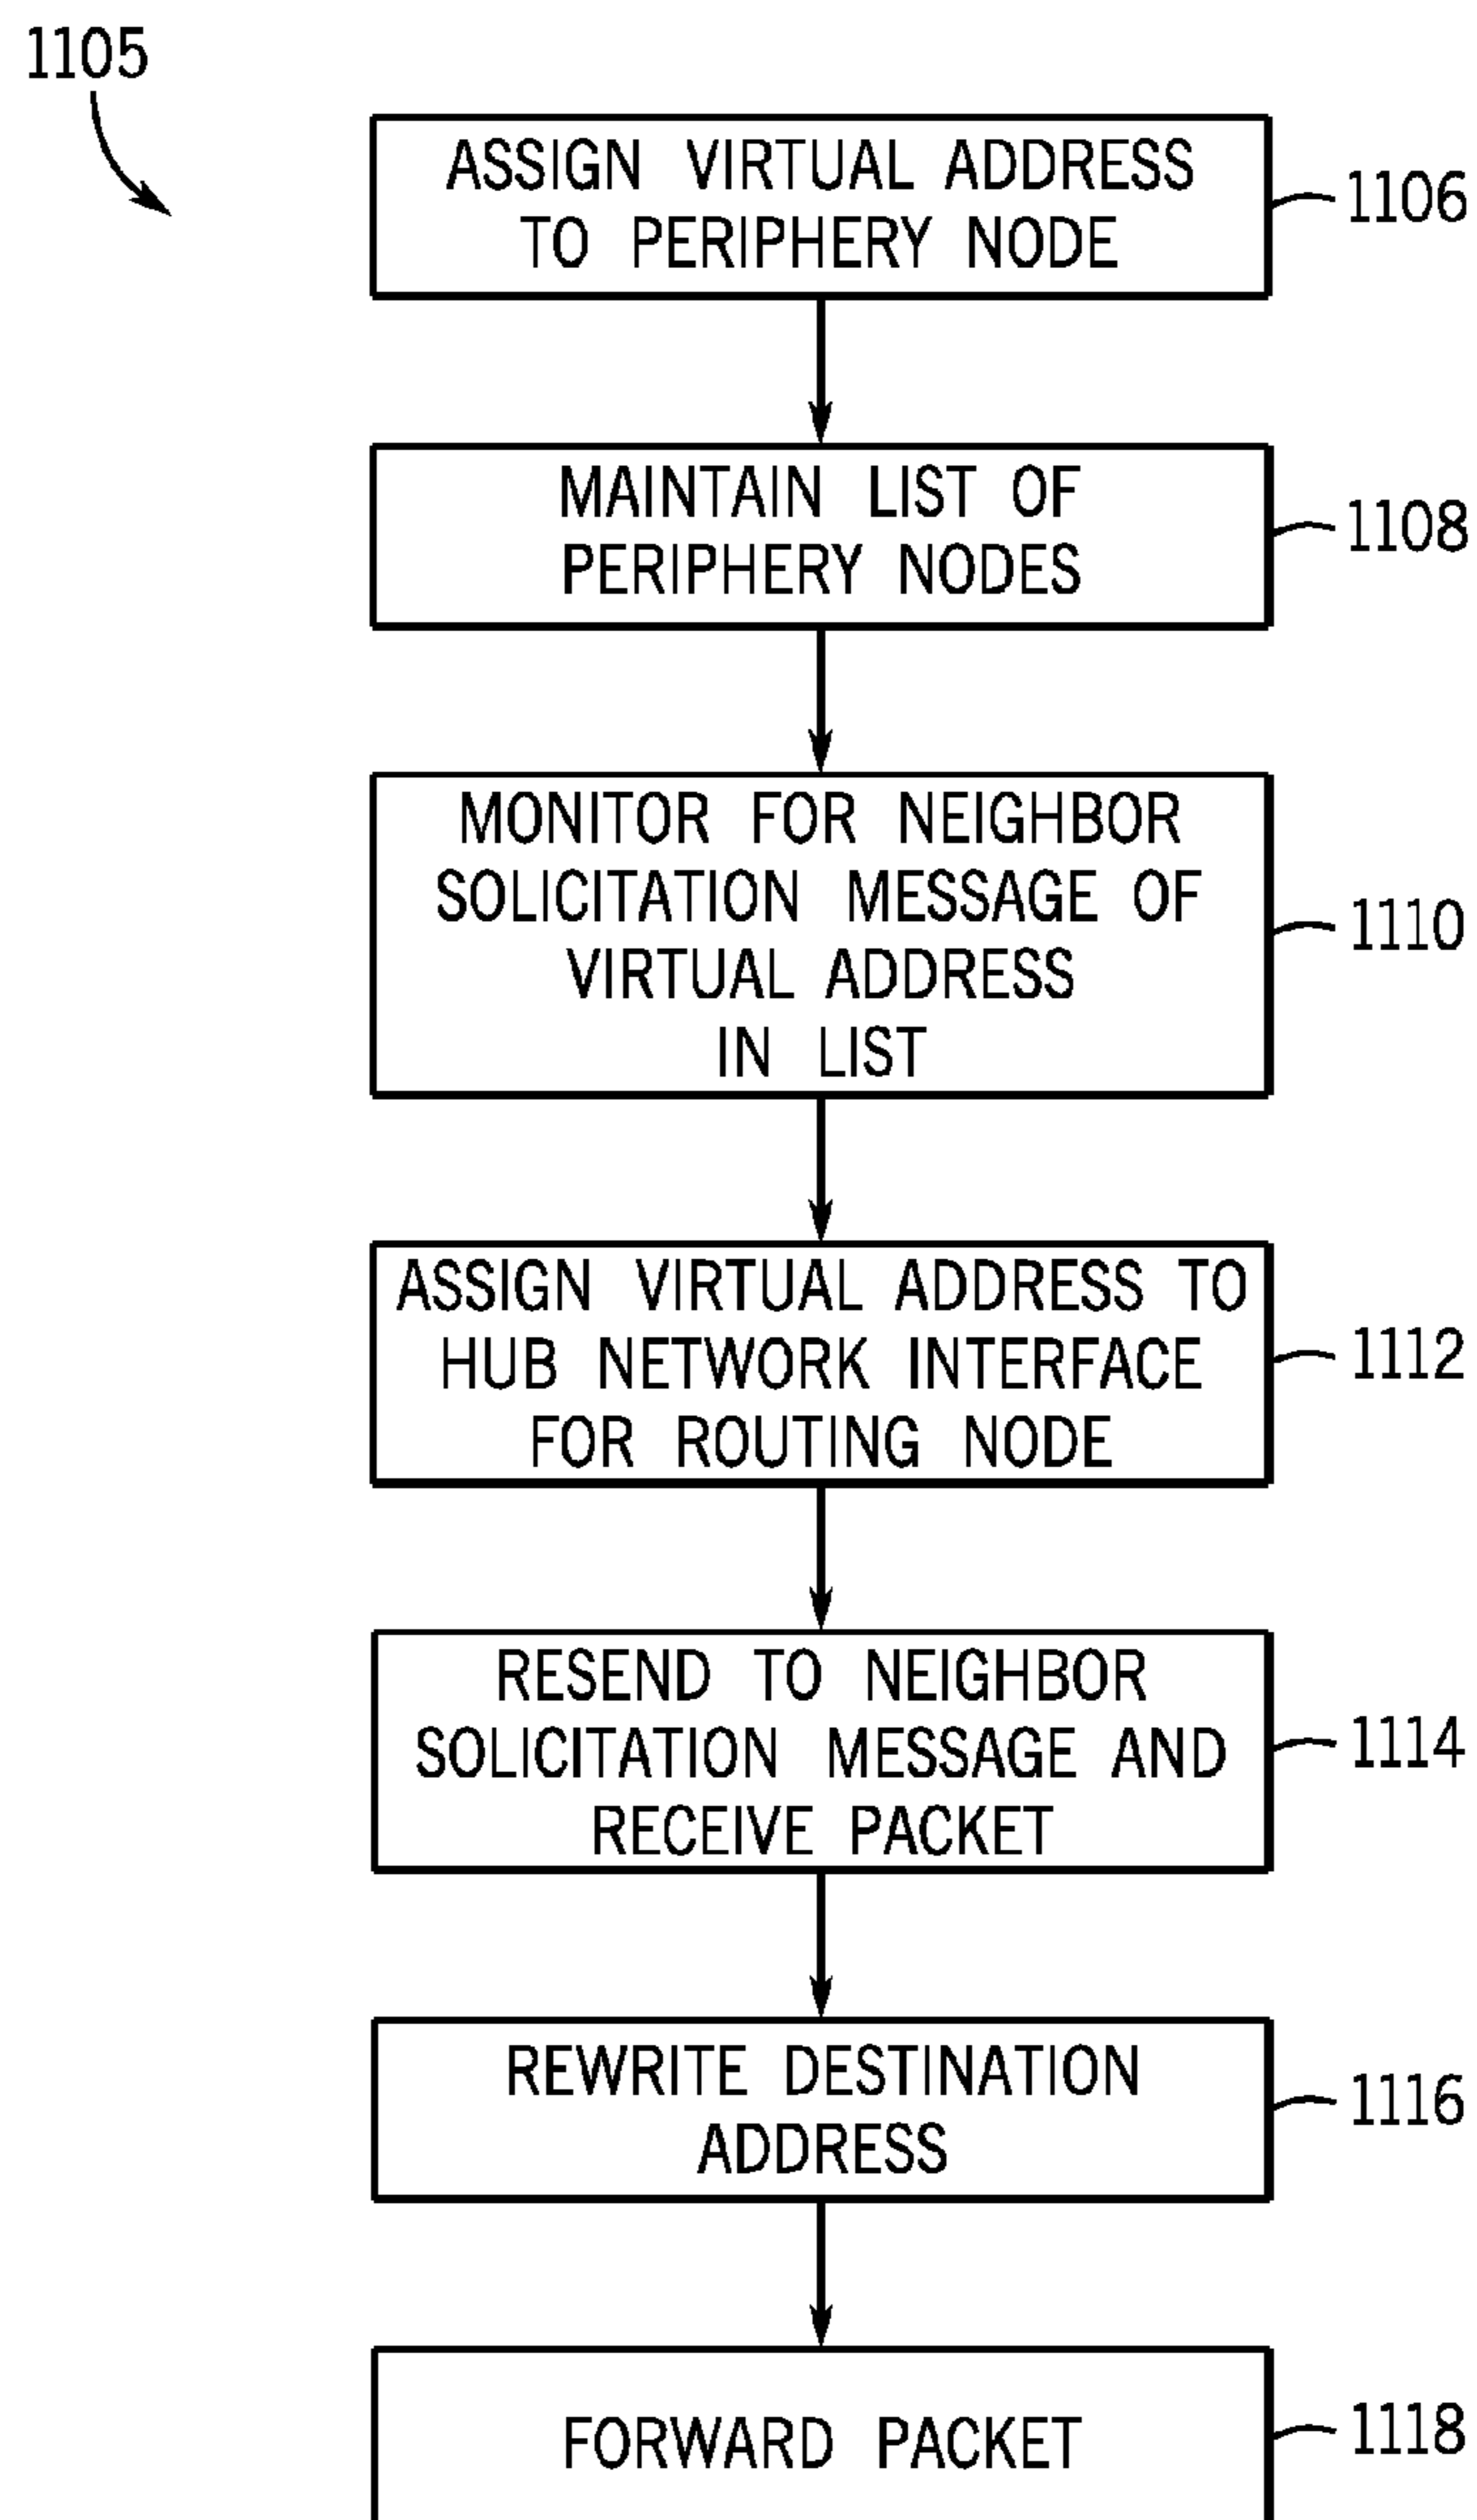 1105
ASSIGN VIRTUAL ADDRESS
TO PERIPHERY NODE
1106
MAINTAIN LIST OF
PERIPHERY NODES
1108
MONITOR FOR NEIGHBOR
SOLICITATION MESSAGE OF
VIRTUAL ADDRESS
IN LIST
1110
ASSIGN VIRTUAL ADDRESS TO
HUB NETWORK INTERFACE
FOR ROUTING NODE
1112
RESEND TO NEIGHBOR
SOLICITATION MESSAGE AND
RECEIVE PACKET
1114
REWRITE DESTINATION
ADDRESS
1116
FORWARD PACKET
1118